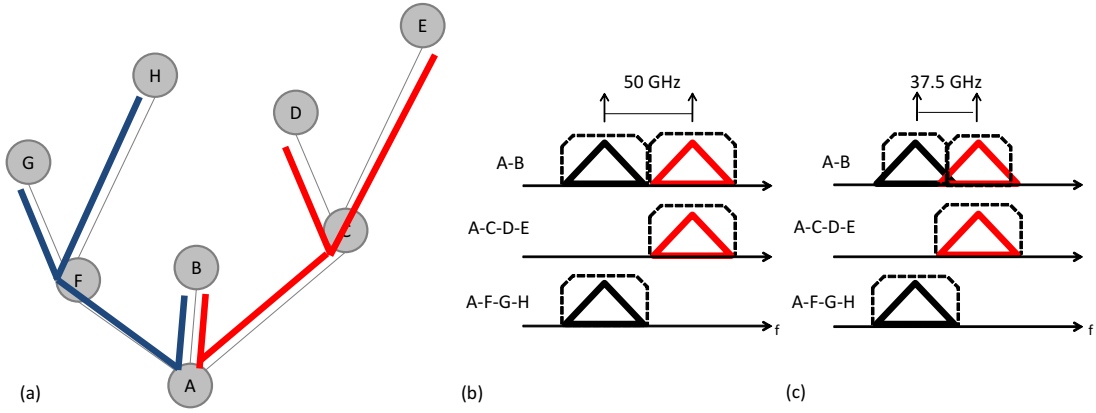 E
H
D
G
C
B
F
A
(a)
50 GHz
A-B
A-C-D-E
A-F-G-H
f
(b)
37.5 GHz
A-B
A-C-D-E
A-F-G-H
f
(c)